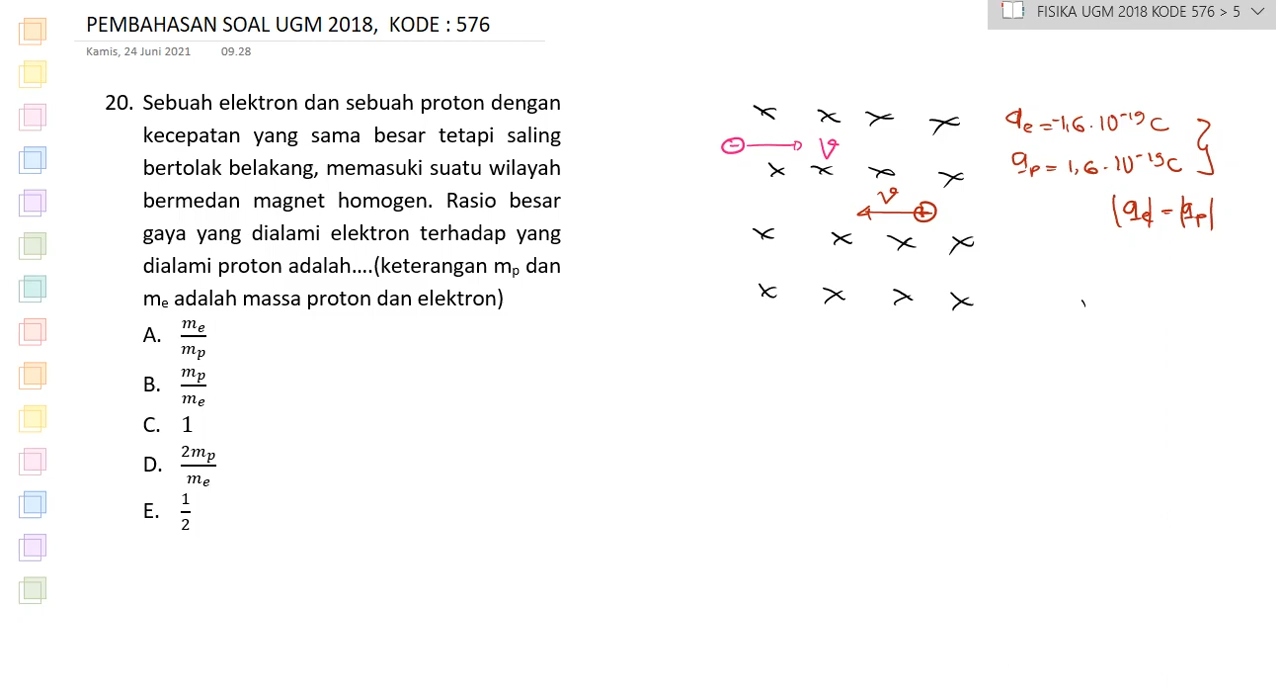 PEMBAHASAN SOAL UGM 2018, KODE : 576
FISIKA UGM 2018 KODE 576 > 5
Kamis, 24 Juni 2021 09.28
20. Sebuah elektron dan sebuah proton dengan
kecepatan yang sama besar tetapi saling
bertolak belakang, memasuki suatu wilayah
bermedan magnet homogen. Rasio besar
gaya yang dialami elektron terhadap yang
dialami proton adalah....(keterangan mₚ dan
mₑ adalah massa proton dan elektron)
A. mₑ/mₚ
B. mₚ/mₑ
C. 1
D. 2mₚ/mₑ
E. 1/2
× × × ×
⊖ → v
× × × ×
v
← ⊕
× × × ×
× × × ×
qₑ = -1,6 . 10⁻¹⁹ C
qₚ = 1,6 . 10⁻¹⁹ C
|qₑ| = |qₚ|